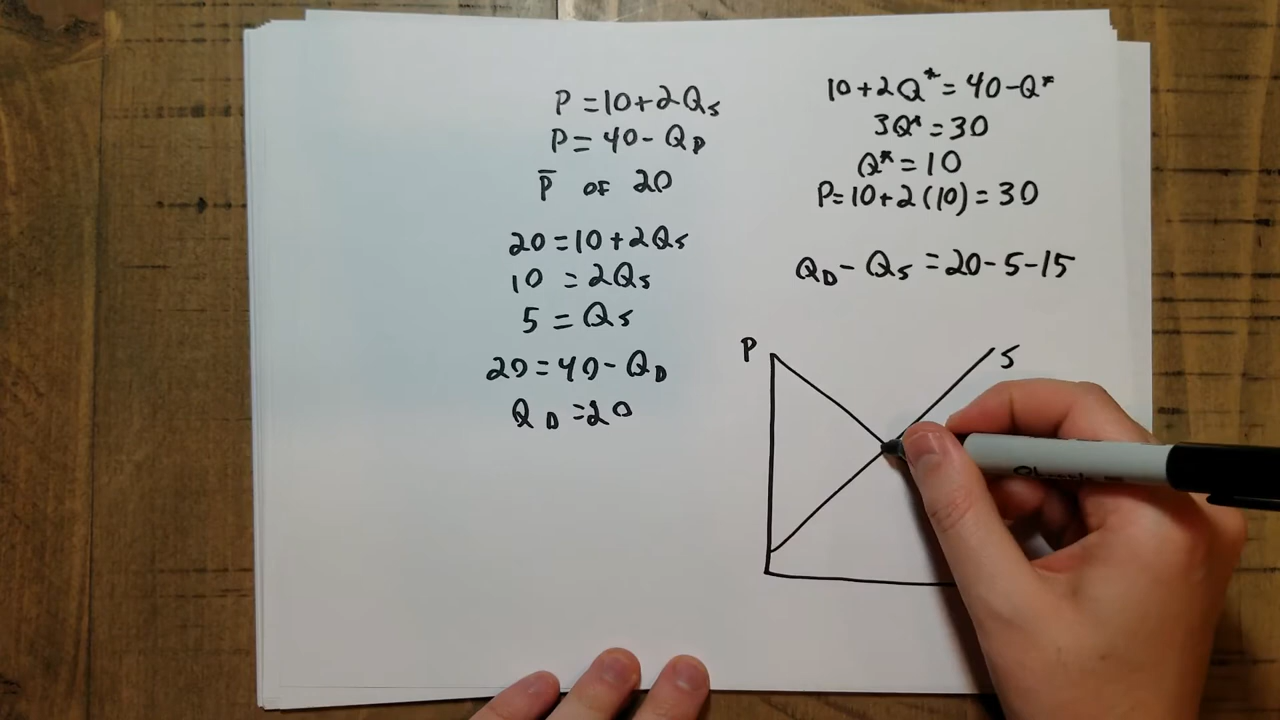 P = 10 + 2Qs
P = 40 - QD
P̄ OF 20
20 = 10 + 2Qs
10 = 2Qs
5 = Qs
20 = 40 - QD
QD = 20
10 + 2Q* = 40 - Q*
3Q* = 30
Q* = 10
P = 10 + 2(10) = 30
QD - Qs = 20 - 5 - 15
P
S